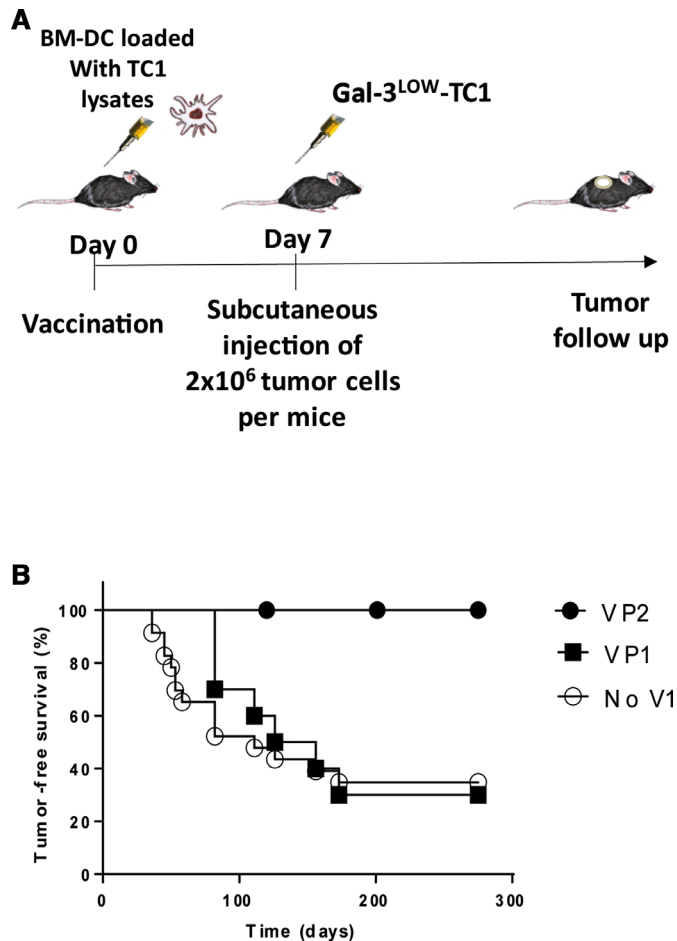 A
BM-DC loaded
With TC1
lysates
Gal-3LOW-TC1
Day 0
Day 7
Vaccination
Subcutaneous
injection of
2x10⁶ tumor cells
per mice
Tumor
follow up
B
Tumor -free survival (%)
100
80
60
40
20
0
0
100
200
300
Time (days)
VP2
VP1
No V1